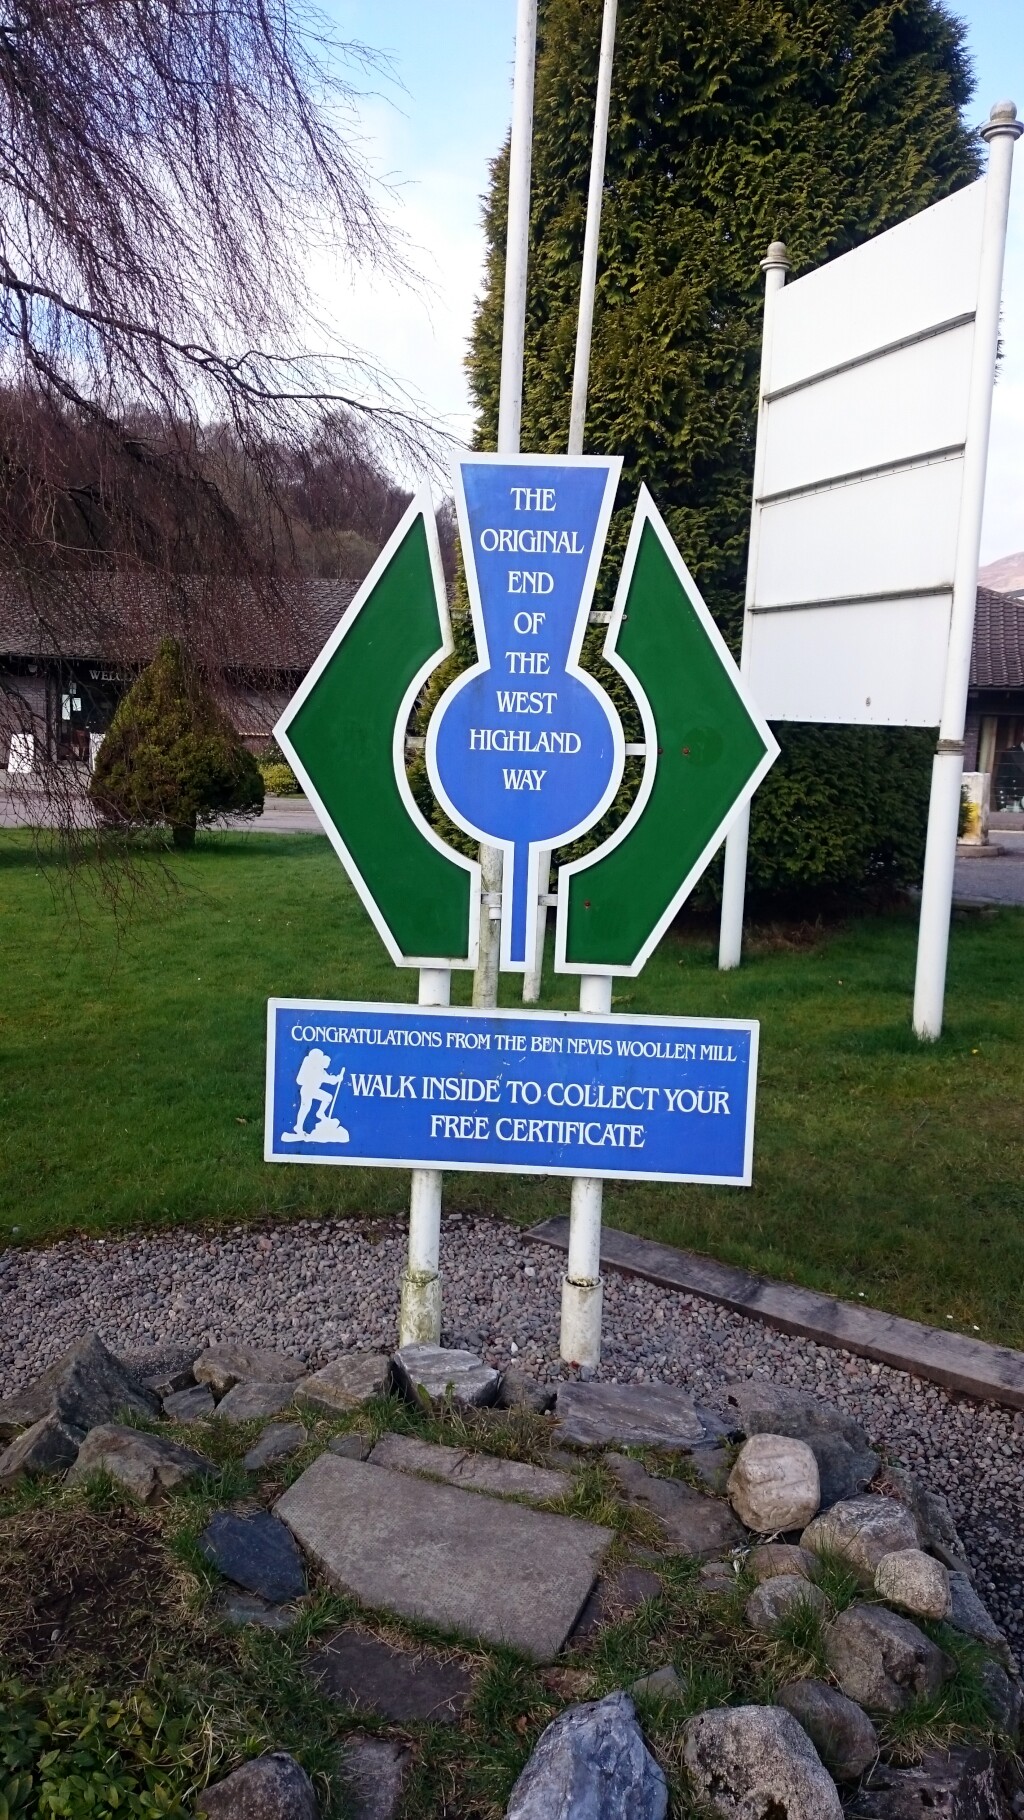 THE
ORIGINAL
END
OF
THE
WEST
HIGHLAND
WAY
CONGRATULATIONS FROM THE BEN NEVIS WOOLLEN MILL
WALK INSIDE TO COLLECT YOUR
FREE CERTIFICATE